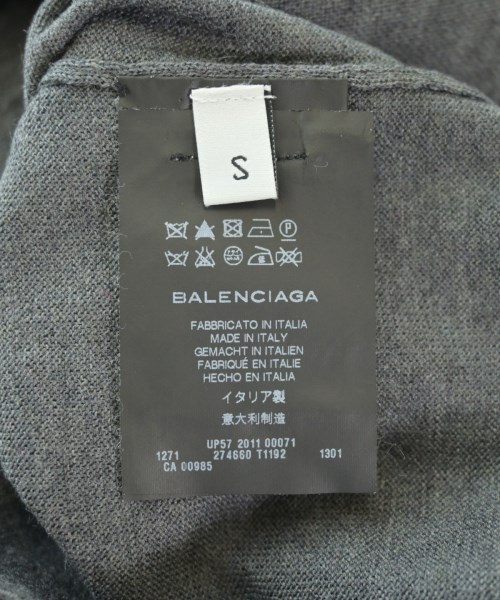 S
BALENCIAGA
FABBRICATO IN ITALIA
MADE IN ITALY
GEMACHT IN ITALIEN
FABRIQUÉ EN ITALIE
HECHO EN ITALIA
イタリア製
意大利制造
UP57 2011 00071
1271 274660 T1192 1301
CA 00985